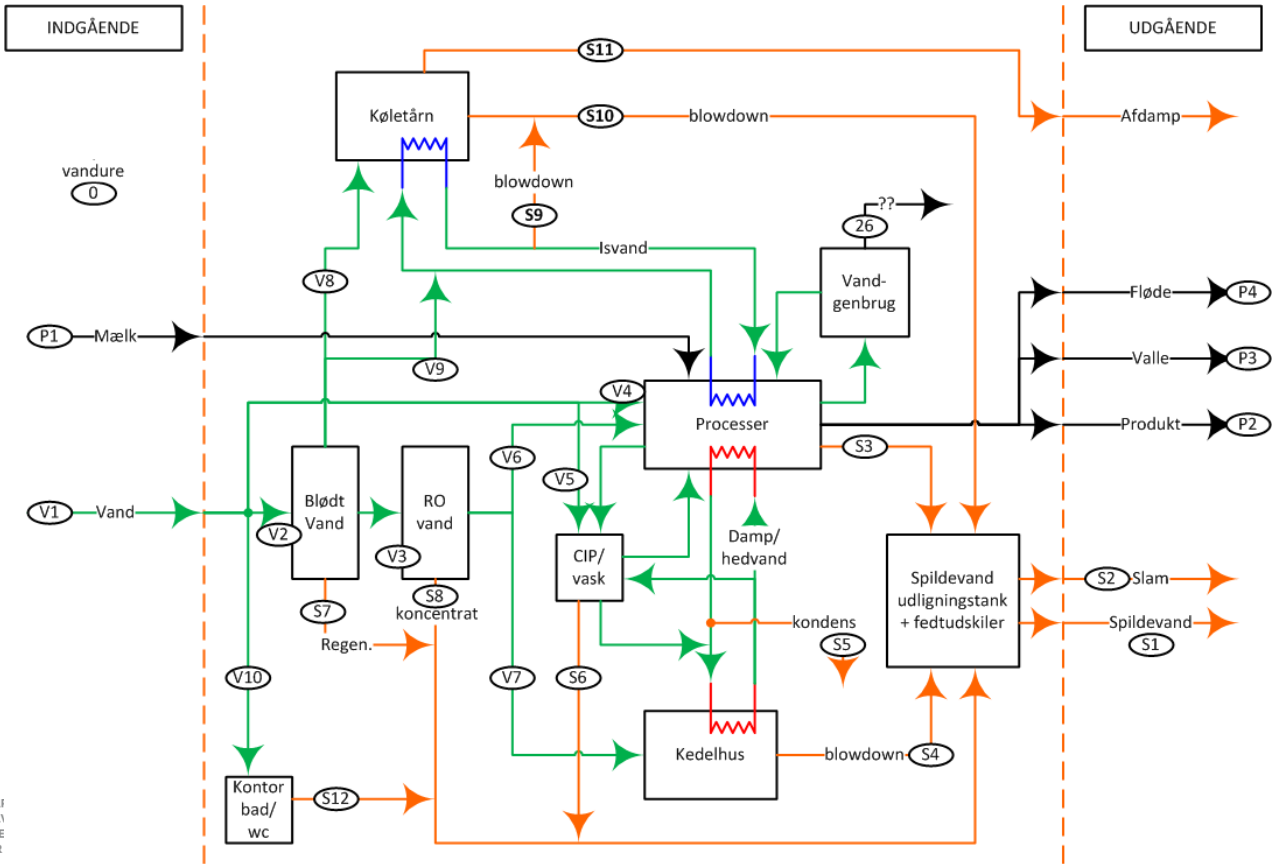 INDGÅENDE
UDGÅENDE
S11
Køletårn
S10
blowdown
Afdamp
vandure
0
blowdown
S9
??
26
Isvand
V8
Vand-
genbrug
Fløde
P4
P1
Mælk
V9
Valle
P3
V4
Processer
Produkt
P2
V6
S3
V5
V1
Vand
Blødt
Vand
RO
vand
V2
V3
Damp/
hedvand
CIP/
vask
Spildevand
udligningstank
+ fedtudskiler
S2
Slam
S7
S8
koncentrat
Regen.
kondens
S5
Spildevand
S1
V10
V7
S6
Kedelhus
blowdown
S4
Kontor
bad/
wc
S12